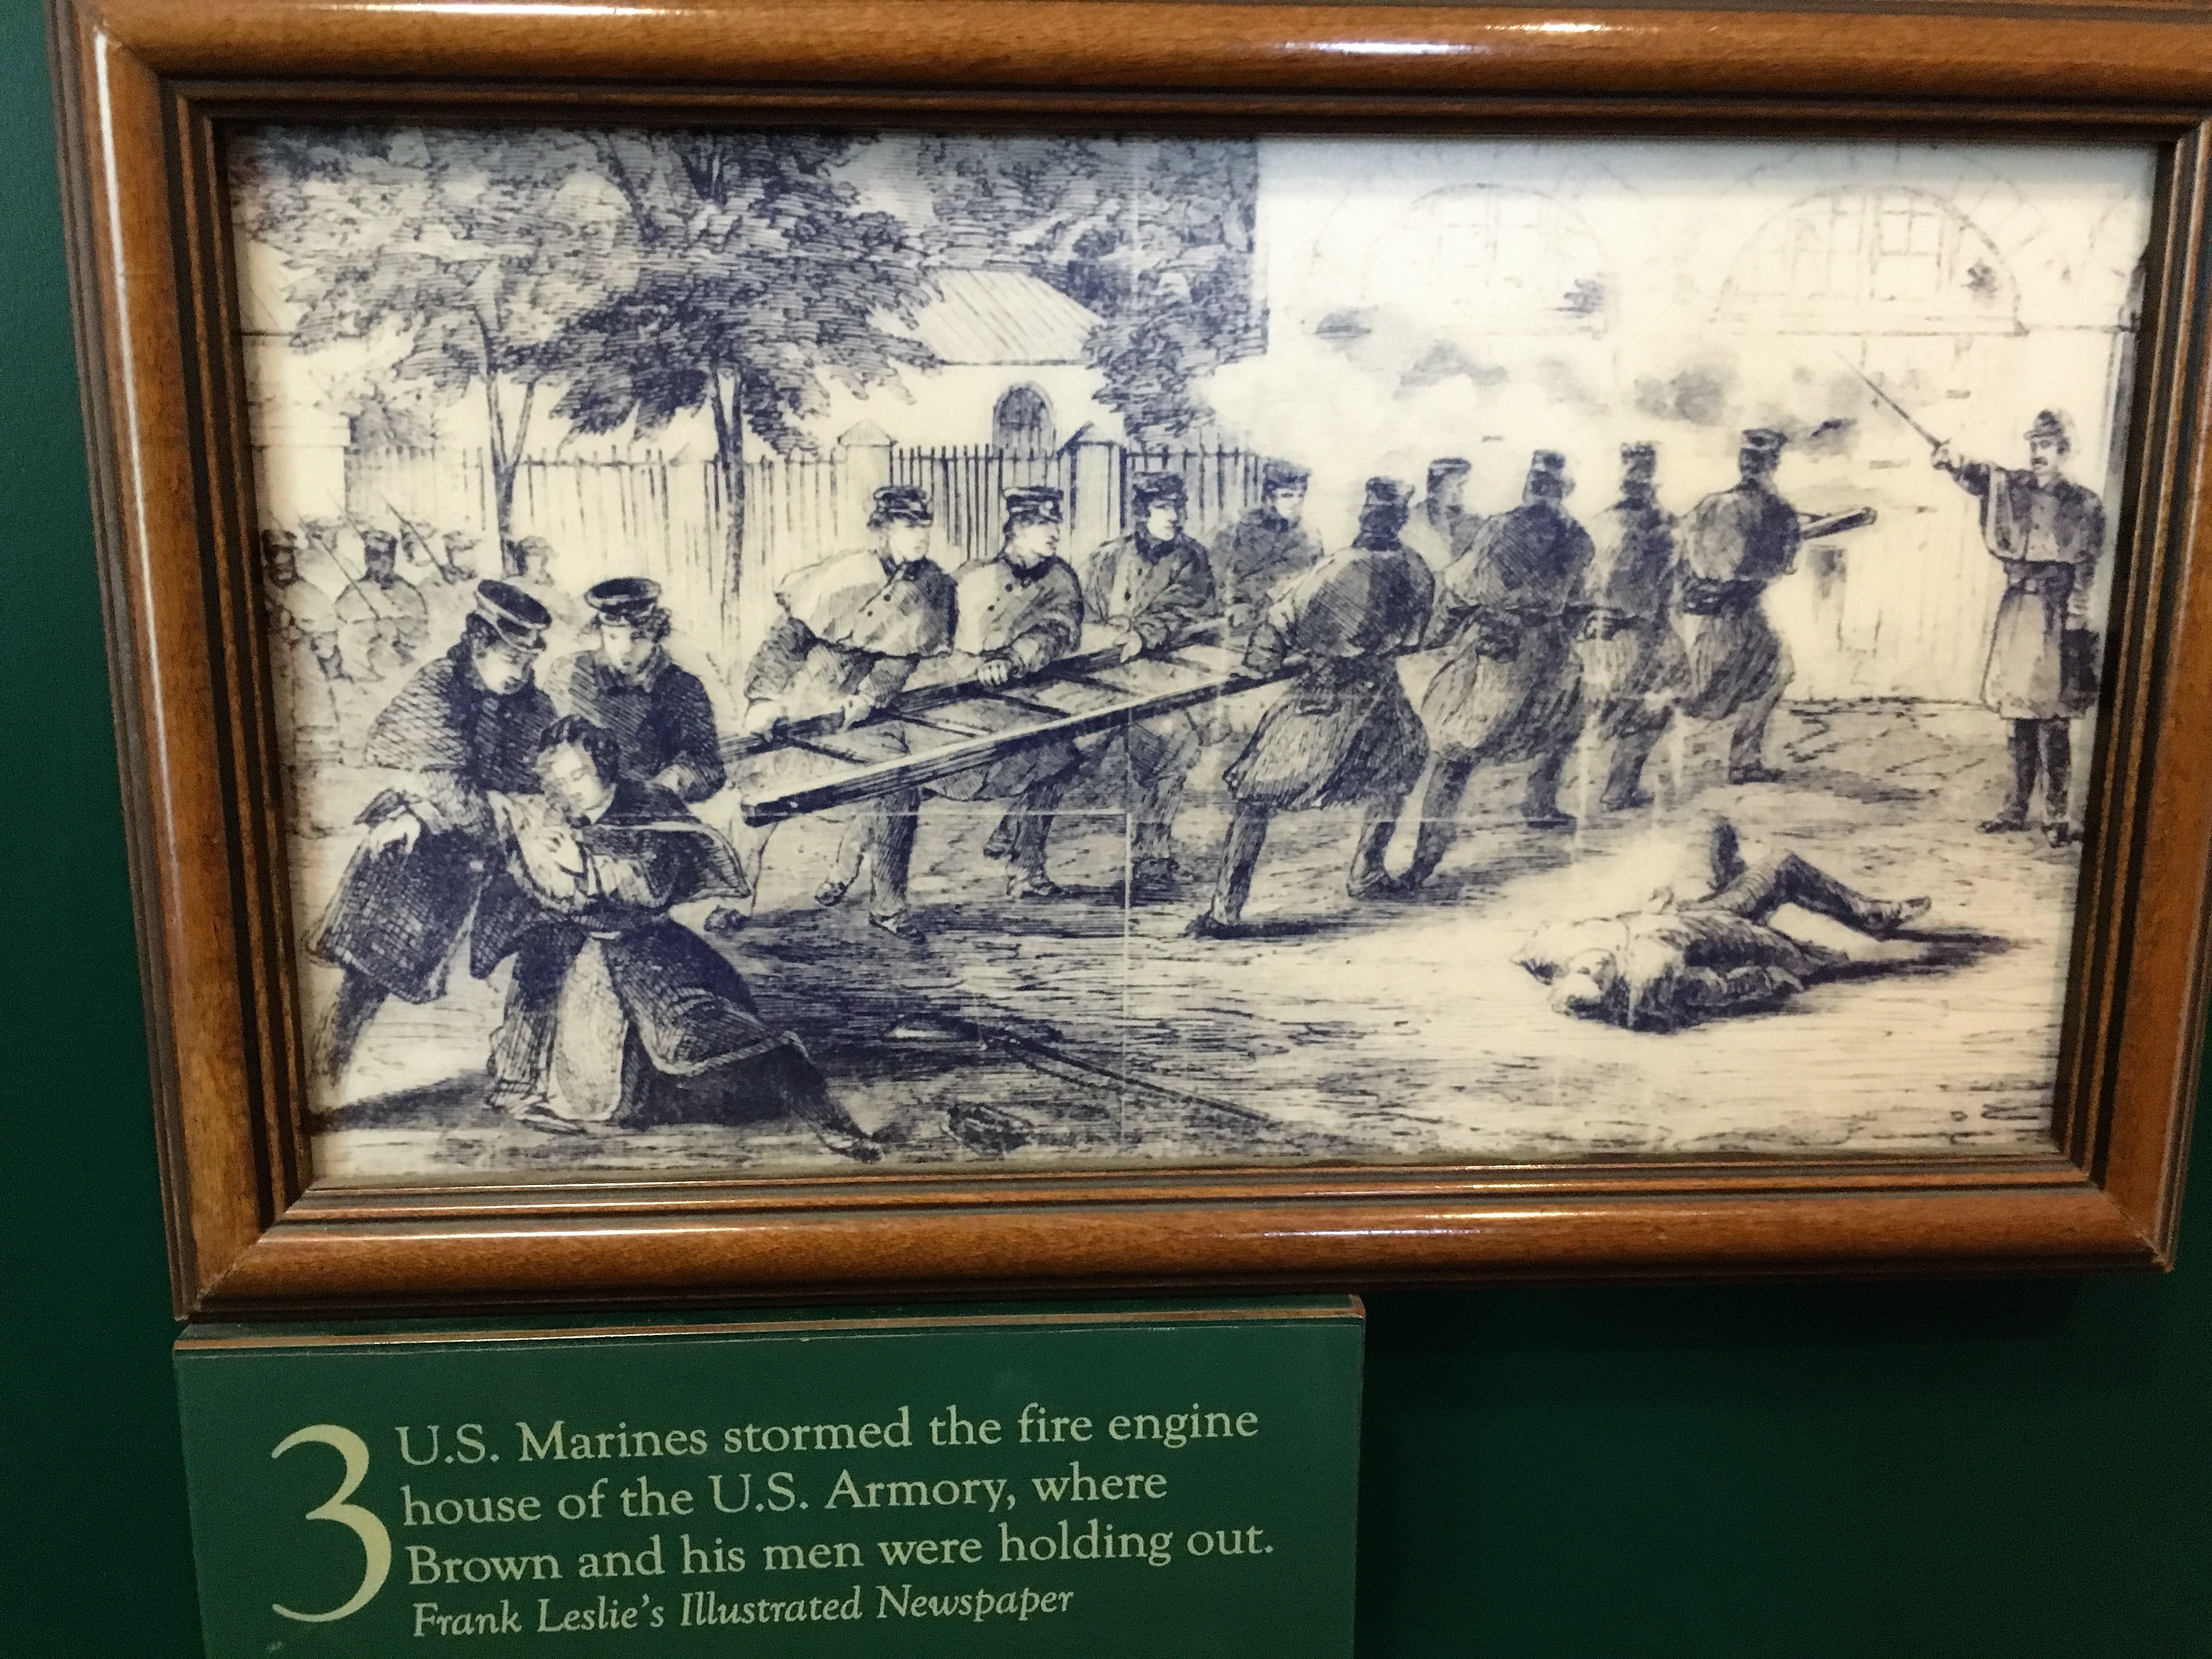 3 U.S. Marines stormed the fire engine
house of the U.S. Armory, where
Brown and his men were holding out.
Frank Leslie's Illustrated Newspaper